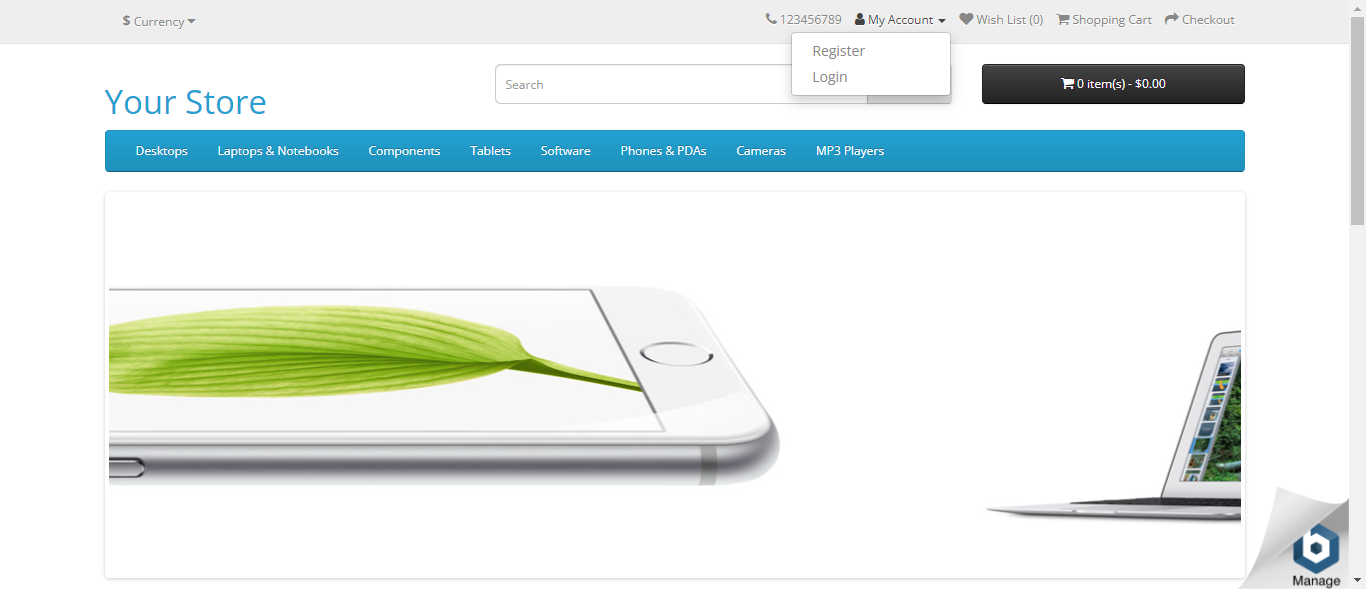 $ Currency
123456789 My Account Wish List (0) Shopping Cart Checkout
Register
Login
Search
0 item(s) - $0.00
Your Store
Desktops Laptops & Notebooks Components Tablets Software Phones & PDAs Cameras MP3 Players
b
Manage